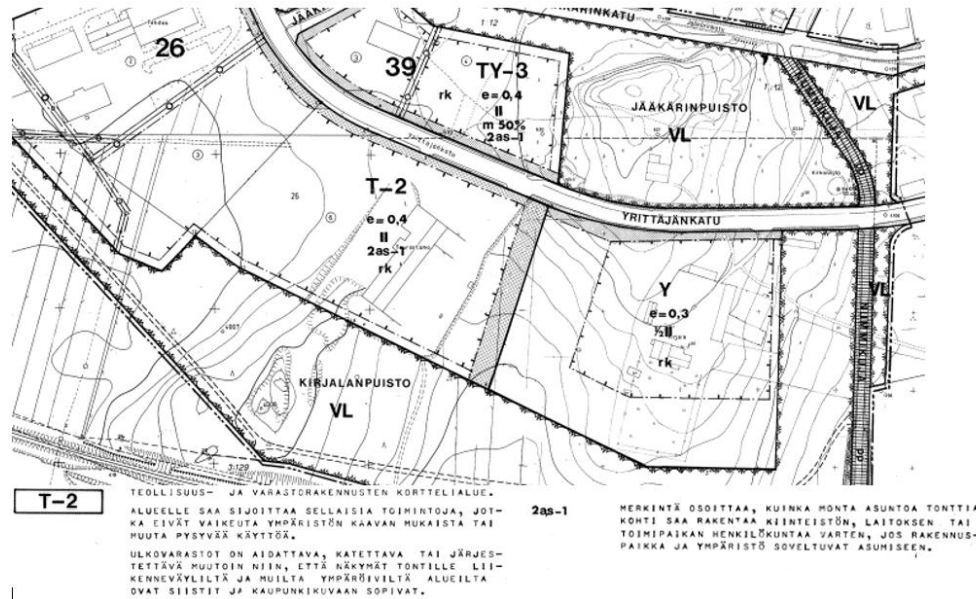 JÄÄKÄRINKATU
26
39
TY-3
e=0,4
II
m 50%
2as-1
rk
JÄÄKÄRINPUISTO
VL
VL
T-2
e=0,4
II
2as-1
rk
YRITTÄJÄNKATU
Y
e=0,3
½II
rk
VL
KIRJALANPUISTO
VL
PP
3:129
T-2
TEOLLISUUS- JA VARASTORAKENNUSTEN KORTTELIALUE.
ALUEELLE SAA SIJOITTAA SELLAISIA TOIMINTOJA, JOT-
KA EIVÄT VAIKEUTA YMPÄRISTÖN KAAVAN MUKAISTA TAI
MUUTA PYSYVÄÄ KÄYTTÖÄ.
ULKOVARASTOT ON AIDATTAVA, KATETTAVA TAI JÄRJES-
TETTÄVÄ MUUTOIN NIIN, ETTÄ NÄKYMÄT TONTILLE LII-
KENNEVÄYLILTÄ JA MUILTA YMPÄRÖIVILTÄ ALUEILTA
OVAT SIISTIT JA KAUPUNKIKUVAAN SOPIVAT.
2as-1
MERKINTÄ OSOITTAA, KUINKA MONTA ASUNTOA TONTTIA
KOHTI SAA RAKENTAA KIINTEISTÖN, LAITOKSEN TAI
TOIMIPAIKAN HENKILÖKUNTAA VARTEN, JOS RAKENNUS-
PAIKKA JA YMPÄRISTÖ SOVELTUVAT ASUMISEEN.